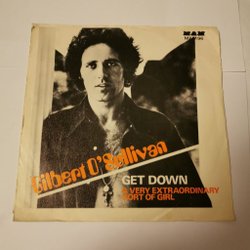 MAM
Gilbert O'Sullivan
GET DOWN
A VERY EXTRAORDINARY
SORT OF GIRL